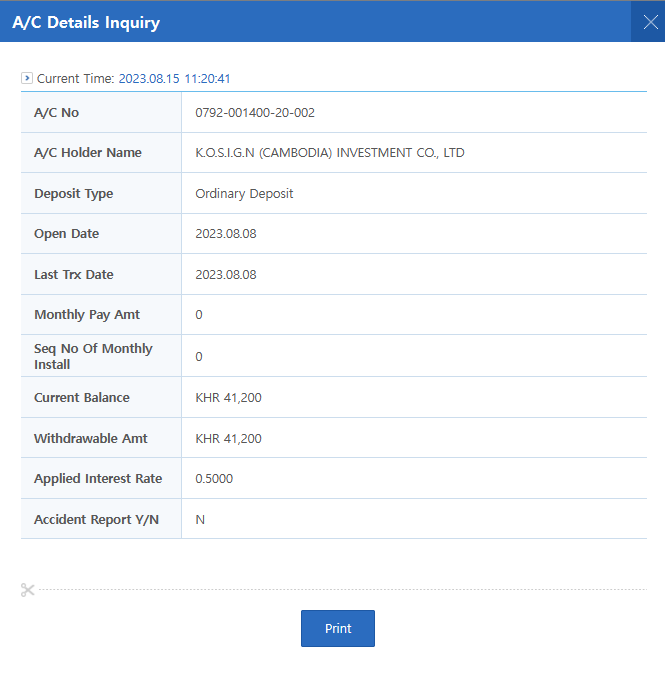 A/C Details Inquiry
Current Time: 2023.08.15 11:20:41
A/C No 0792-001400-20-002
A/C Holder Name K.O.S.I.G.N (CAMBODIA) INVESTMENT CO., LTD
Deposit Type Ordinary Deposit
Open Date 2023.08.08
Last Trx Date 2023.08.08
Monthly Pay Amt 0
Seq No Of Monthly
Install 0
Current Balance KHR 41,200
Withdrawable Amt KHR 41,200
Applied Interest Rate 0.5000
Accident Report Y/N N
Print